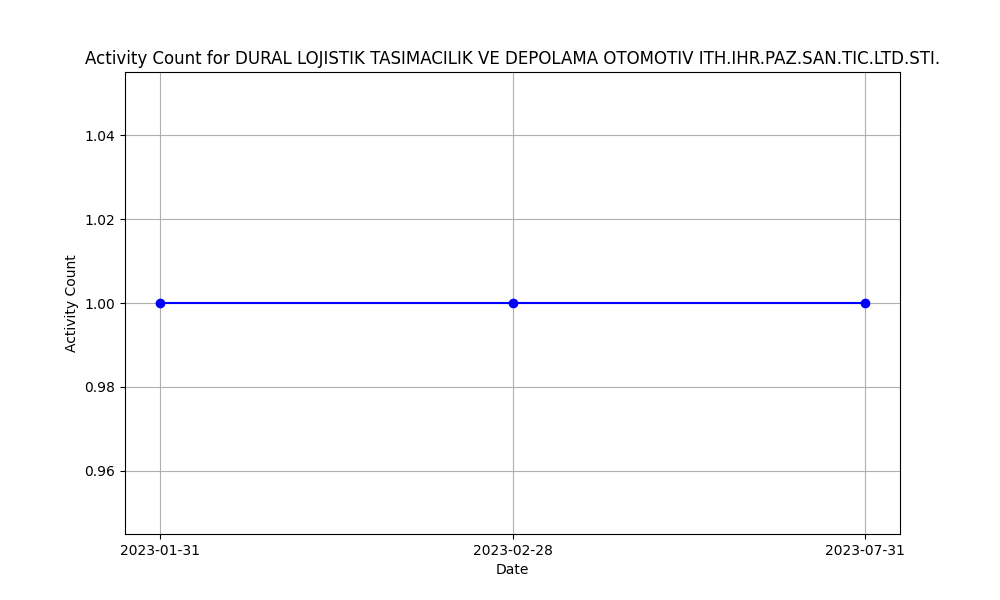 Activity Count for DURAL LOJISTIK TASIMACILIK VE DEPOLAMA OTOMOTIV ITH.IHR.PAZ.SAN.TIC.LTD.STI.
1.04
1.02
1.00
0.98
0.96
Activity Count
2023-01-31 2023-02-28 2023-07-31
Date